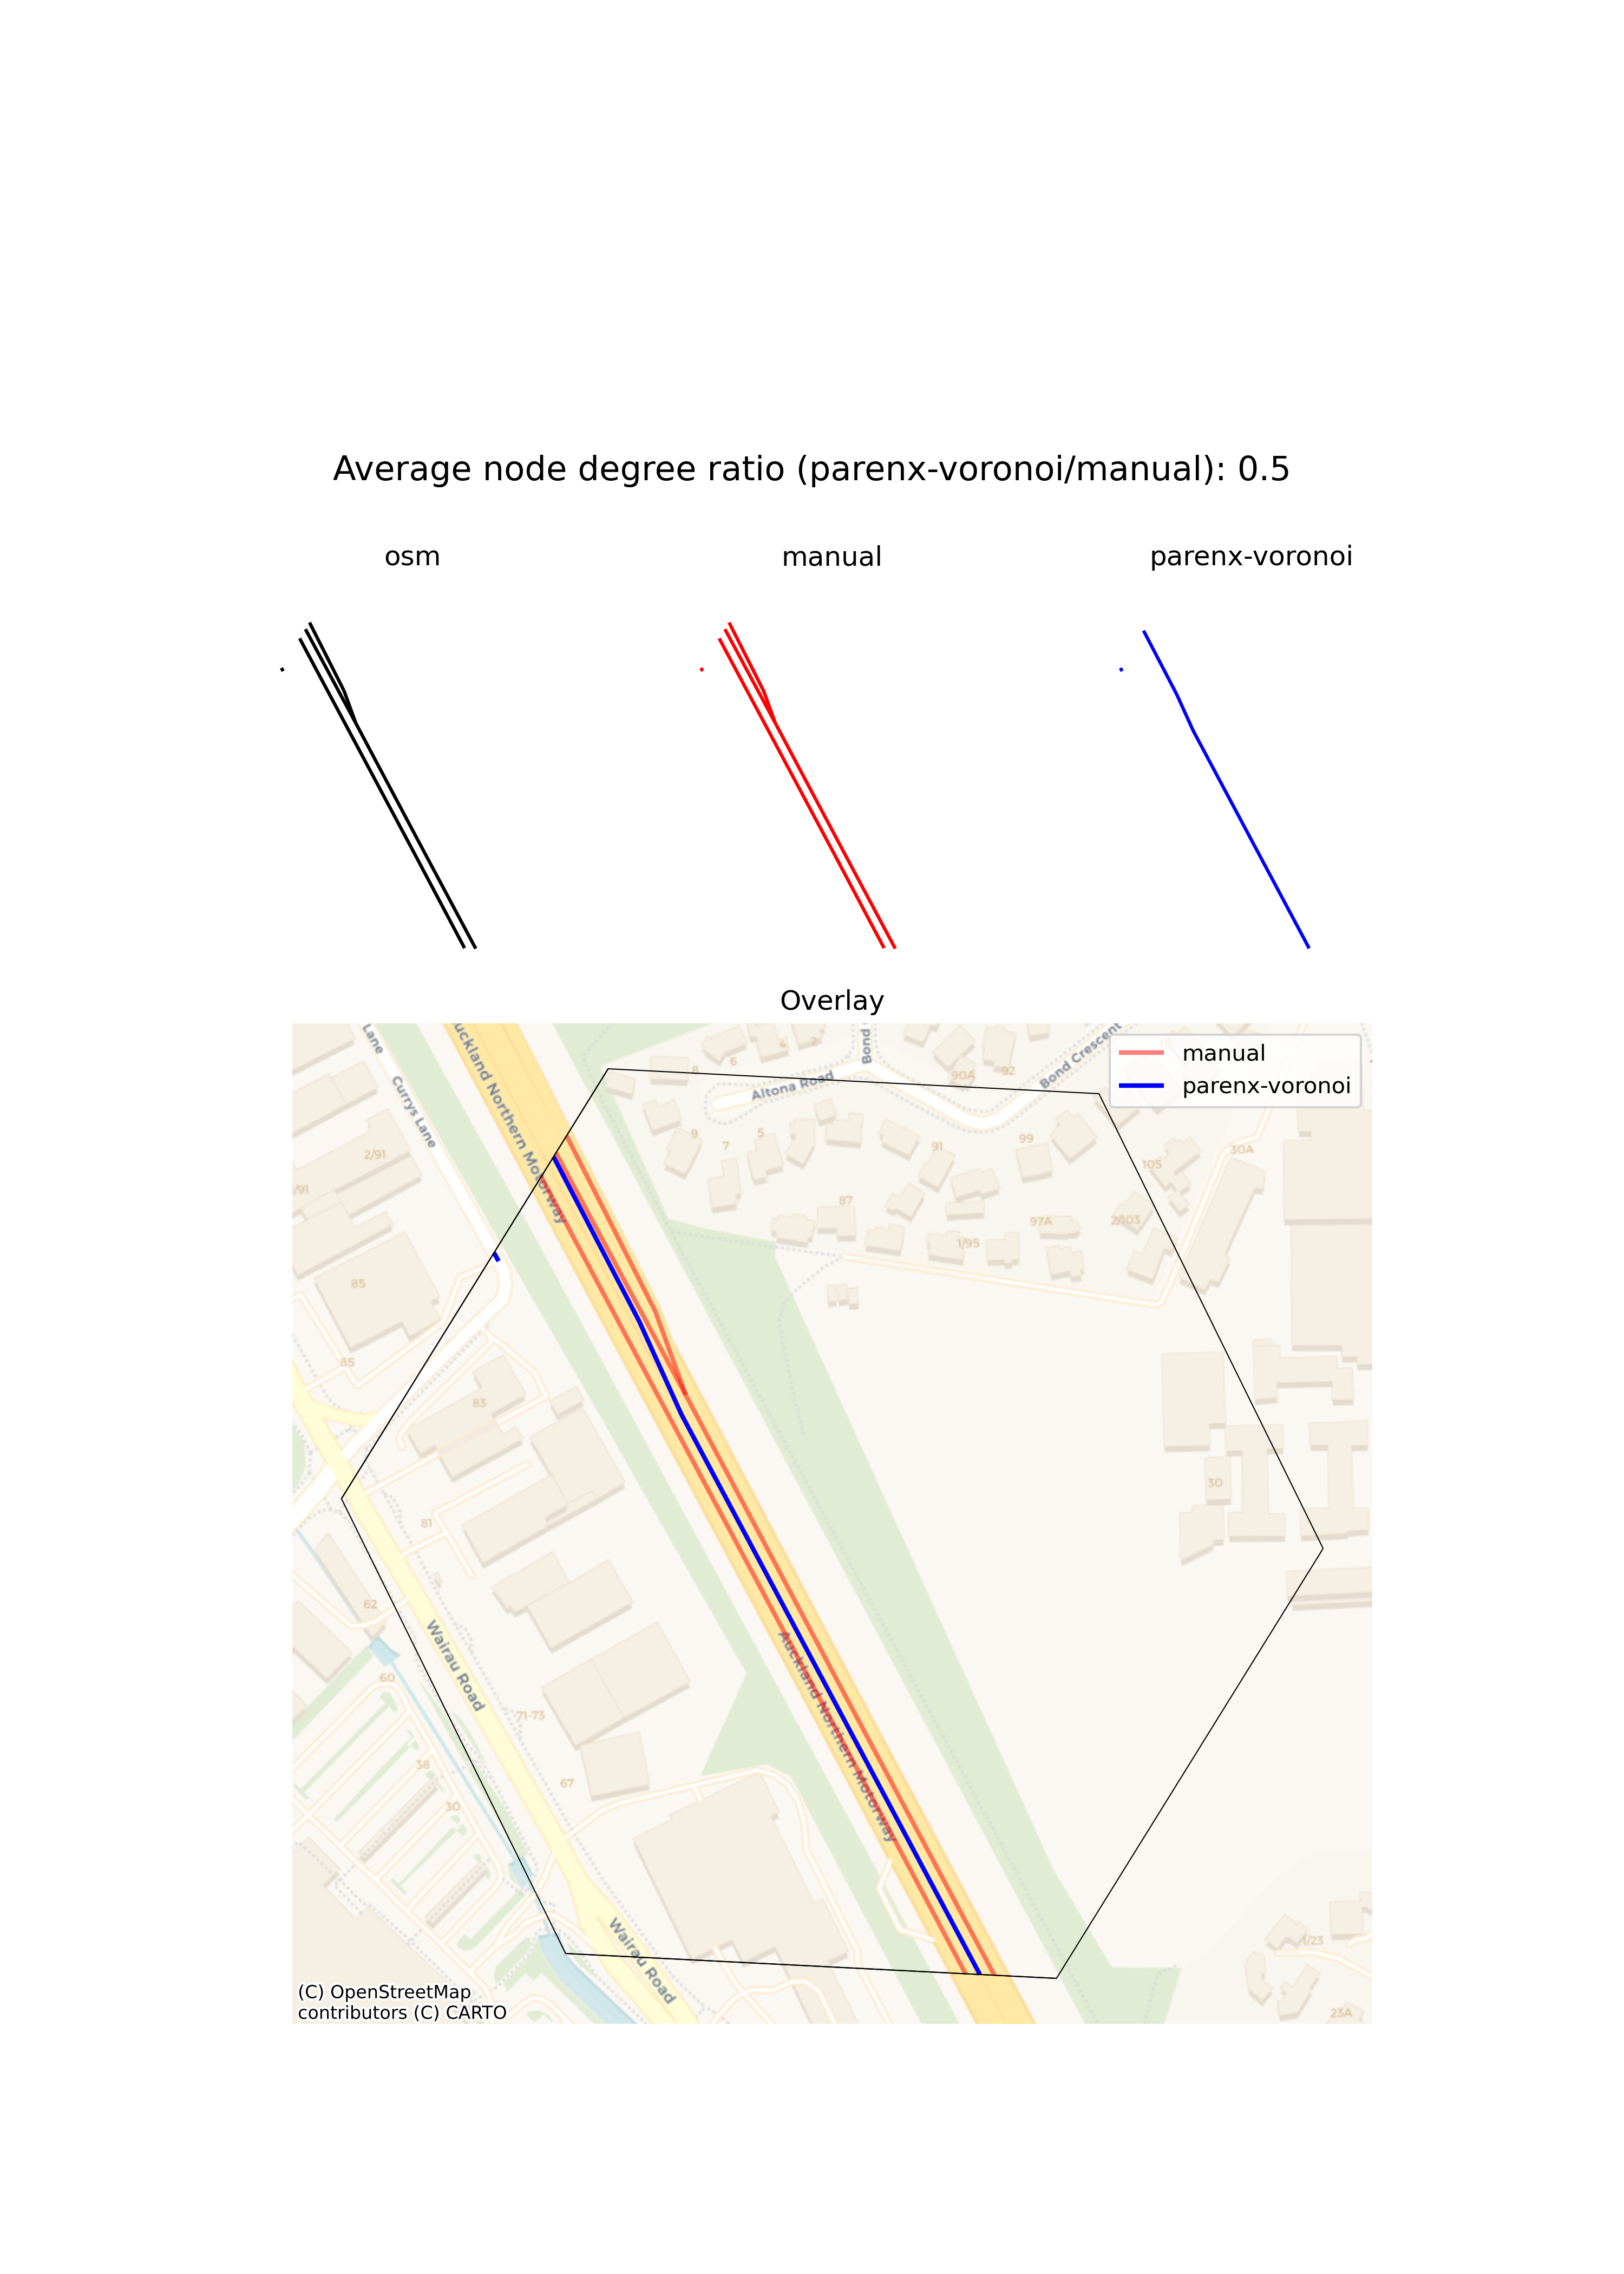 Average node degree ratio (parenx-voronoi/manual): 0.5
osm
manual
parenx-voronoi
Overlay
manual
parenx-voronoi
Lane
Currys Lane
uckland Northern Motorway
Bond
Bond Crescent
Altona Road
8
6
4
2
90A
92
9
7
5
91
99
105
30A
2/91
/91
87
97A
2/103
1/95
85
85
83
30
81
62
Wairau Road
60
71-73
Auckland Northern Motorway
38
67
30
Wairau Road
1/23
23A
(C) OpenStreetMap
contributors (C) CARTO